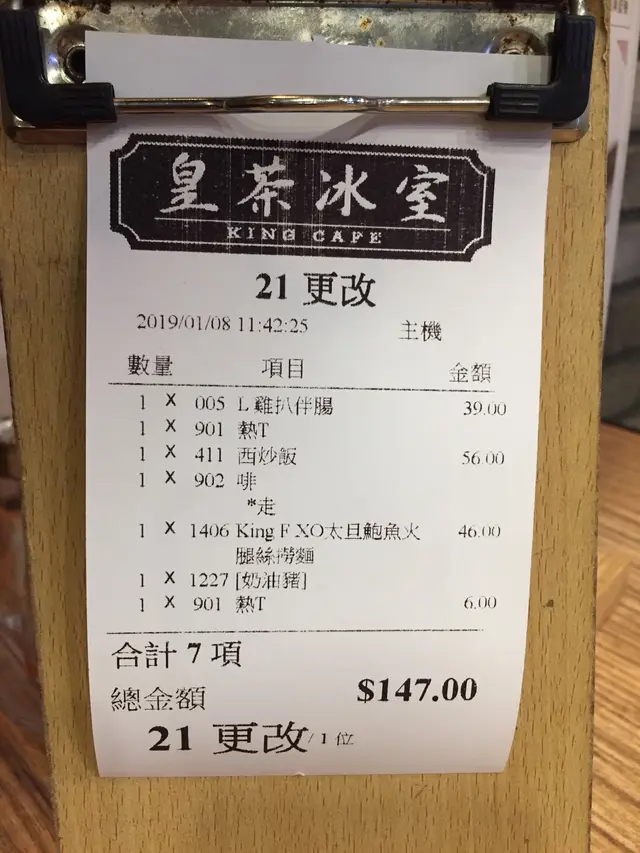 皇茶冰室
KING CAFE
21 更改
2019/01/08 11:42:25 主機
數量 項目 金額
1 X 005 L 雞扒伴腸 39.00
1 X 901 熱T
1 X 411 西炒飯 56.00
1 X 902 啡
*走
1 X 1406 King F XO太旦鮑魚火 46.00
腿絲撈麵
1 X 1227 [奶油豬]
1 X 901 熱T 6.00
合計 7 項
總金額 $147.00
21 更改/ 1 位